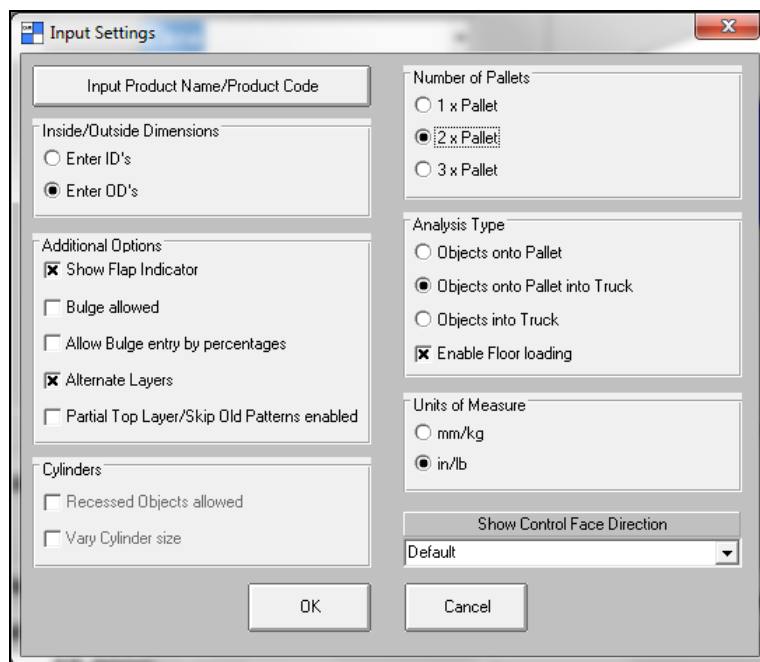 Input Settings
Input Product Name/Product Code
Inside/Outside Dimensions
Enter ID's
Enter OD's
Additional Options
Show Flap Indicator
Bulge allowed
Allow Bulge entry by percentages
Alternate Layers
Partial Top Layer/Skip Old Patterns enabled
Cylinders
Recessed Objects allowed
Vary Cylinder size
Number of Pallets
1 x Pallet
2 x Pallet
3 x Pallet
Analysis Type
Objects onto Pallet
Objects onto Pallet into Truck
Objects into Truck
Enable Floor loading
Units of Measure
mm/kg
in/lb
Show Control Face Direction
Default
OK
Cancel